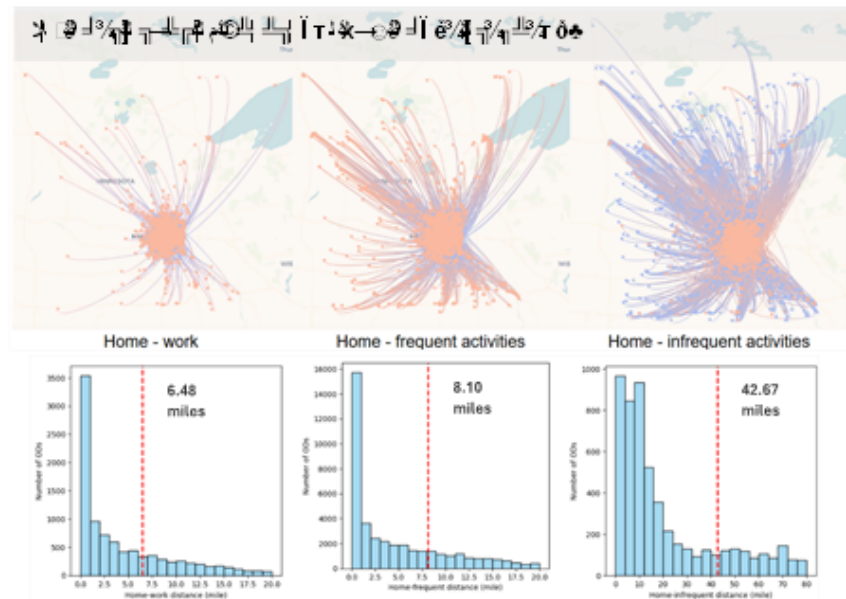 MINNESOTA
Home - work
Home - frequent activities
Home - infrequent activities
6.48
miles
8.10
miles
42.67
miles
Number of ODs
3500
3000
2500
2000
1500
1000
500
0
0.0 2.5 5.0 7.5 10.0 12.5 15.0 17.5 20.0
Home-work distance (mile)
Number of ODs
16000
14000
12000
10000
8000
6000
4000
2000
0
0.0 2.5 5.0 7.5 10.0 12.5 15.0 17.5 20.0
Home-frequent distance (mile)
Number of ODs
1000
800
600
400
200
0
0 10 20 30 40 50 60 70 80
Home-infrequent distance (mile)